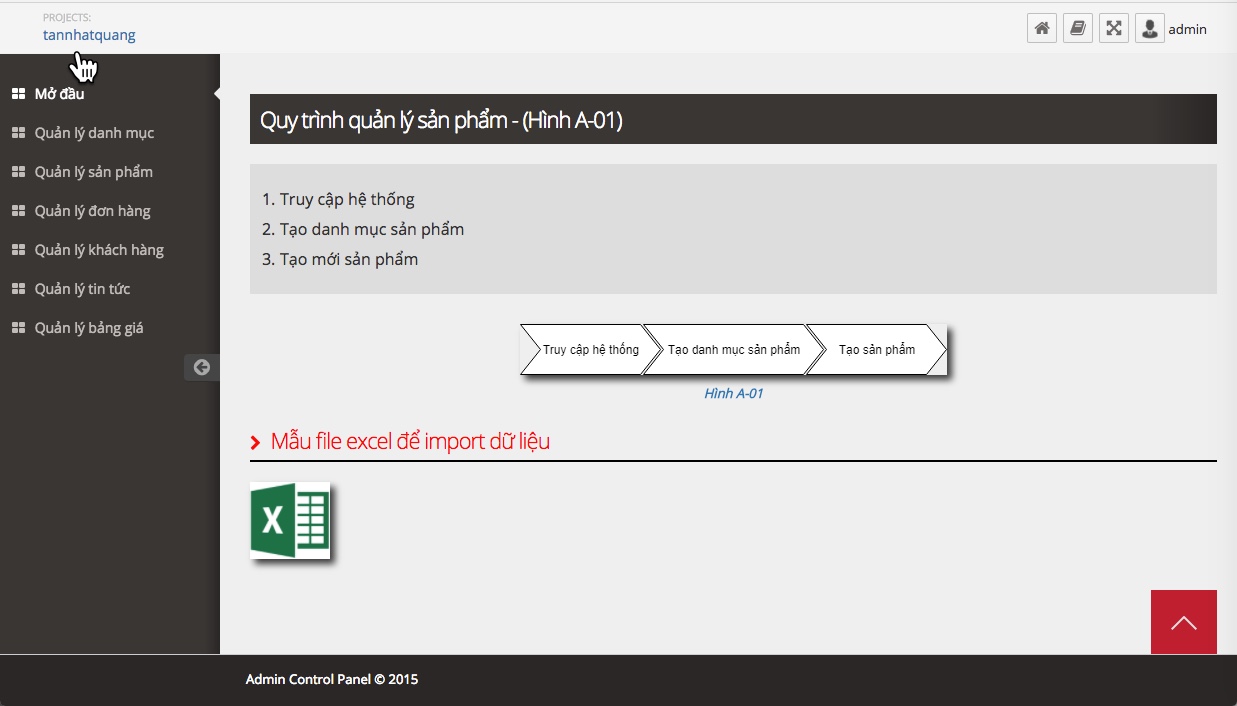 PROJECTS:
tannhatquang
admin
Mở đầu
Quản lý danh mục
Quản lý sản phẩm
Quản lý đơn hàng
Quản lý khách hàng
Quản lý tin tức
Quản lý bảng giá
Quy trình quản lý sản phẩm - (Hình A-01)
1. Truy cập hệ thống
2. Tạo danh mục sản phẩm
3. Tạo mới sản phẩm
Truy cập hệ thống Tạo danh mục sản phẩm Tạo sản phẩm
Hình A-01
Mẫu file excel để import dữ liệu
X
Admin Control Panel © 2015